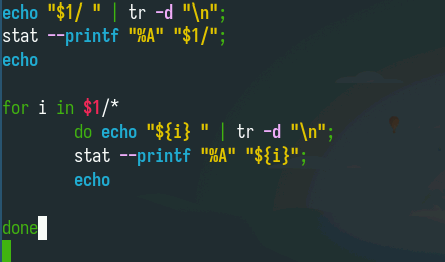 echo "$1/ " | tr -d "\n";
stat --printf "%A" "$1/";
echo

for i in $1/*
        do echo "${i} " | tr -d "\n";
        stat --printf "%A" "${i}";
        echo

done